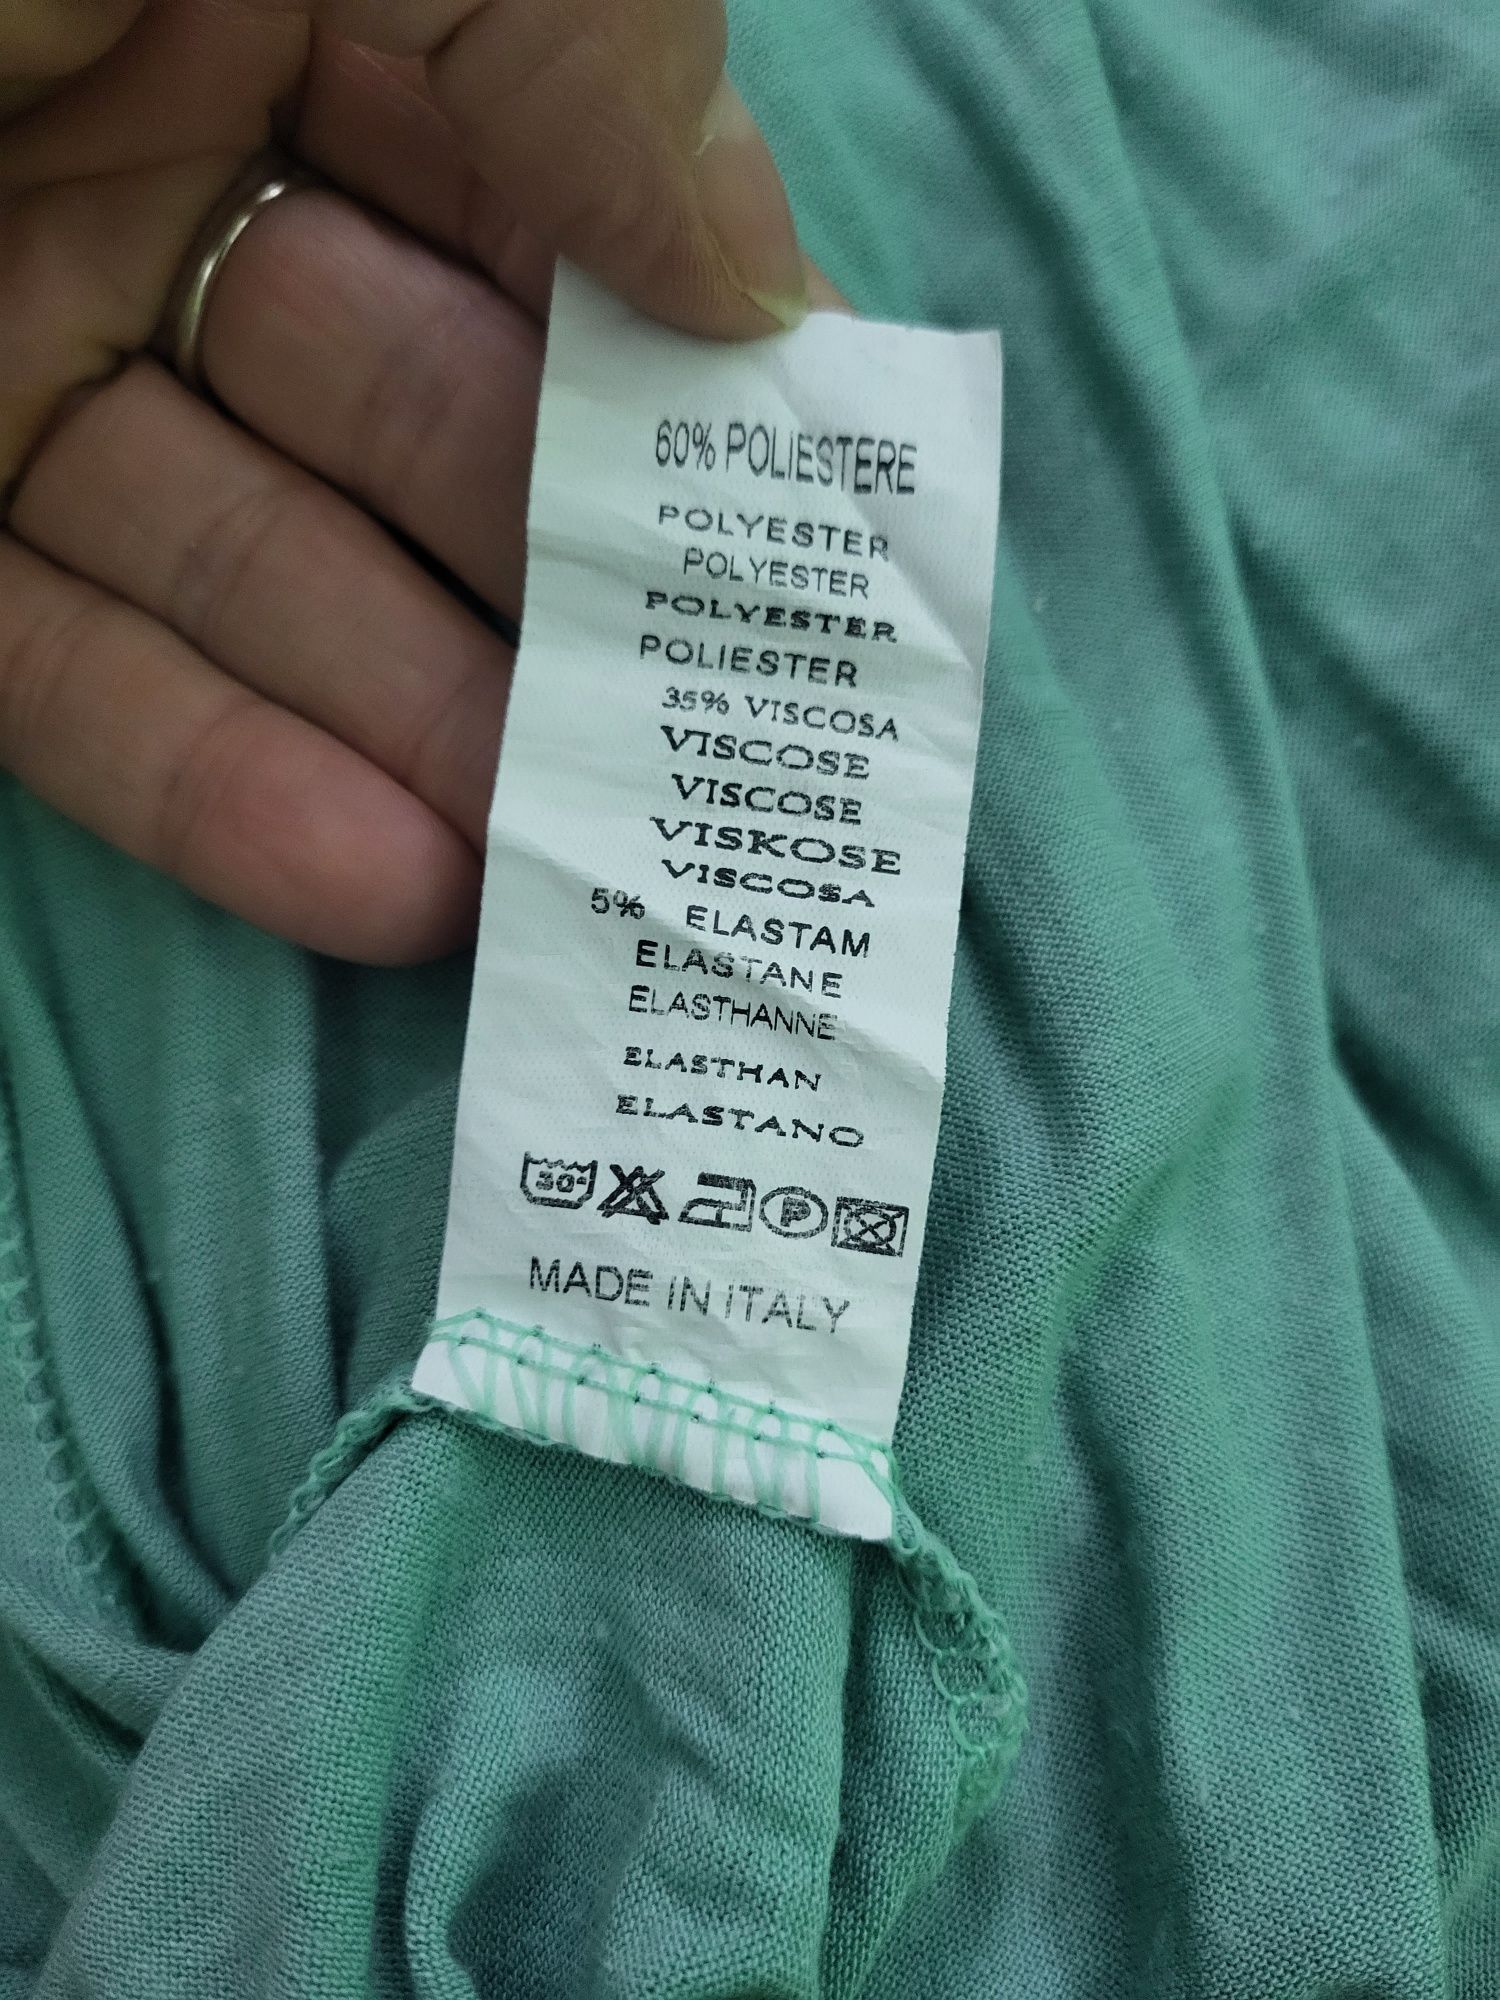 60% POLIESTERE
POLYESTER
POLYESTER
POLYESTER
POLIESTER
35% VISCOSA
VISCOSE
VISCOSE
VISKOSE
VISCOSA
5% ELASTAM
ELASTANE
ELASTHANNE
ELASTHAN
ELASTANO
30° P
MADE IN ITALY